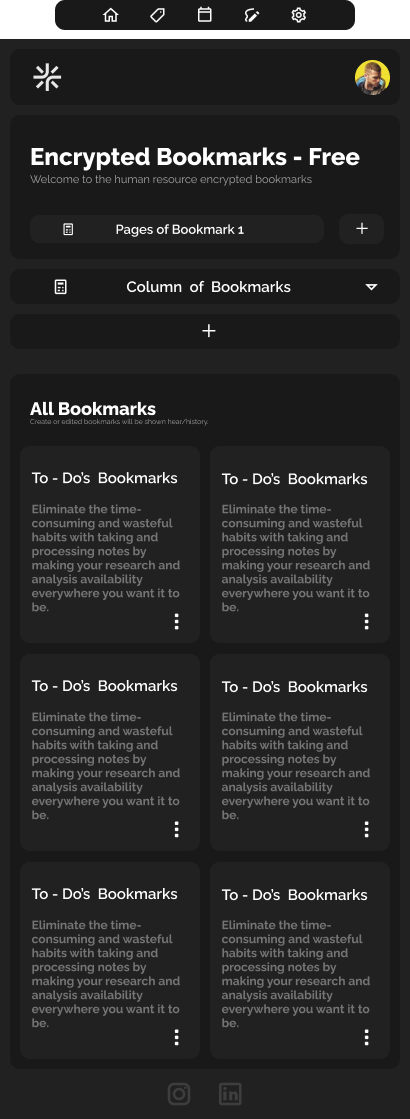 Encrypted Bookmarks - Free
Welcome to the human resource encrypted bookmarks
Pages of Bookmark 1
Column of Bookmarks
All Bookmarks
Create or edited bookmarks will be shown hear/history.
To - Do's Bookmarks
Eliminate the time-
consuming and wasteful
habits with taking and
processing notes by
making your research and
analysis availability
everywhere you want it to
be.
To - Do's Bookmarks
Eliminate the time-
consuming and wasteful
habits with taking and
processing notes by
making your research and
analysis availability
everywhere you want it to
be.
To - Do's Bookmarks
Eliminate the time-
consuming and wasteful
habits with taking and
processing notes by
making your research and
analysis availability
everywhere you want it to
be.
To - Do's Bookmarks
Eliminate the time-
consuming and wasteful
habits with taking and
processing notes by
making your research and
analysis availability
everywhere you want it to
be.
To - Do's Bookmarks
Eliminate the time-
consuming and wasteful
habits with taking and
processing notes by
making your research and
analysis availability
everywhere you want it to
be.
To - Do's Bookmarks
Eliminate the time-
consuming and wasteful
habits with taking and
processing notes by
making your research and
analysis availability
everywhere you want it to
be.